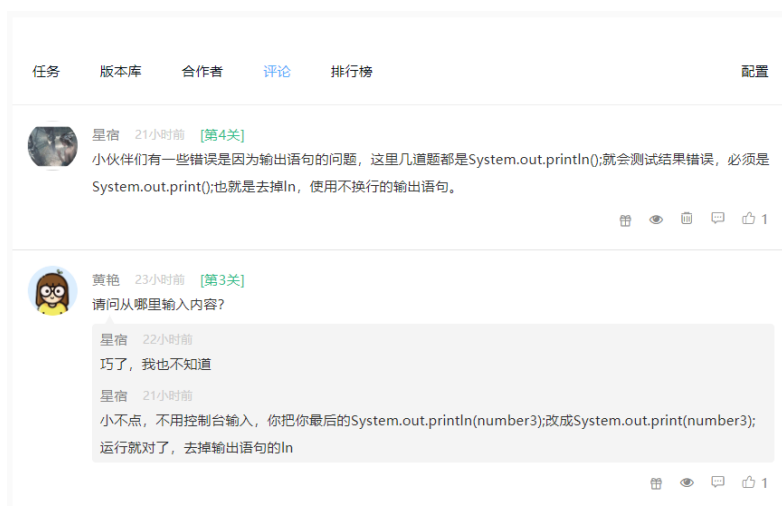 任务 版本库 合作者 评论 排行榜 配置
星宿 21小时前 [第4关]
小伙伴们有一些错误是因为输出语句的问题，这里几道题都是System.out.println();就会测试结果错误，必须是
System.out.print();也就是去掉ln，使用不换行的输出语句。
1
黄艳 23小时前 [第3关]
请问从哪里输入内容？
星宿 22小时前
巧了，我也不知道
星宿 21小时前
小不点，不用控制台输入，你把你最后的System.out.println(number3);改成System.out.print(number3);
运行就对了，去掉输出语句的ln
1